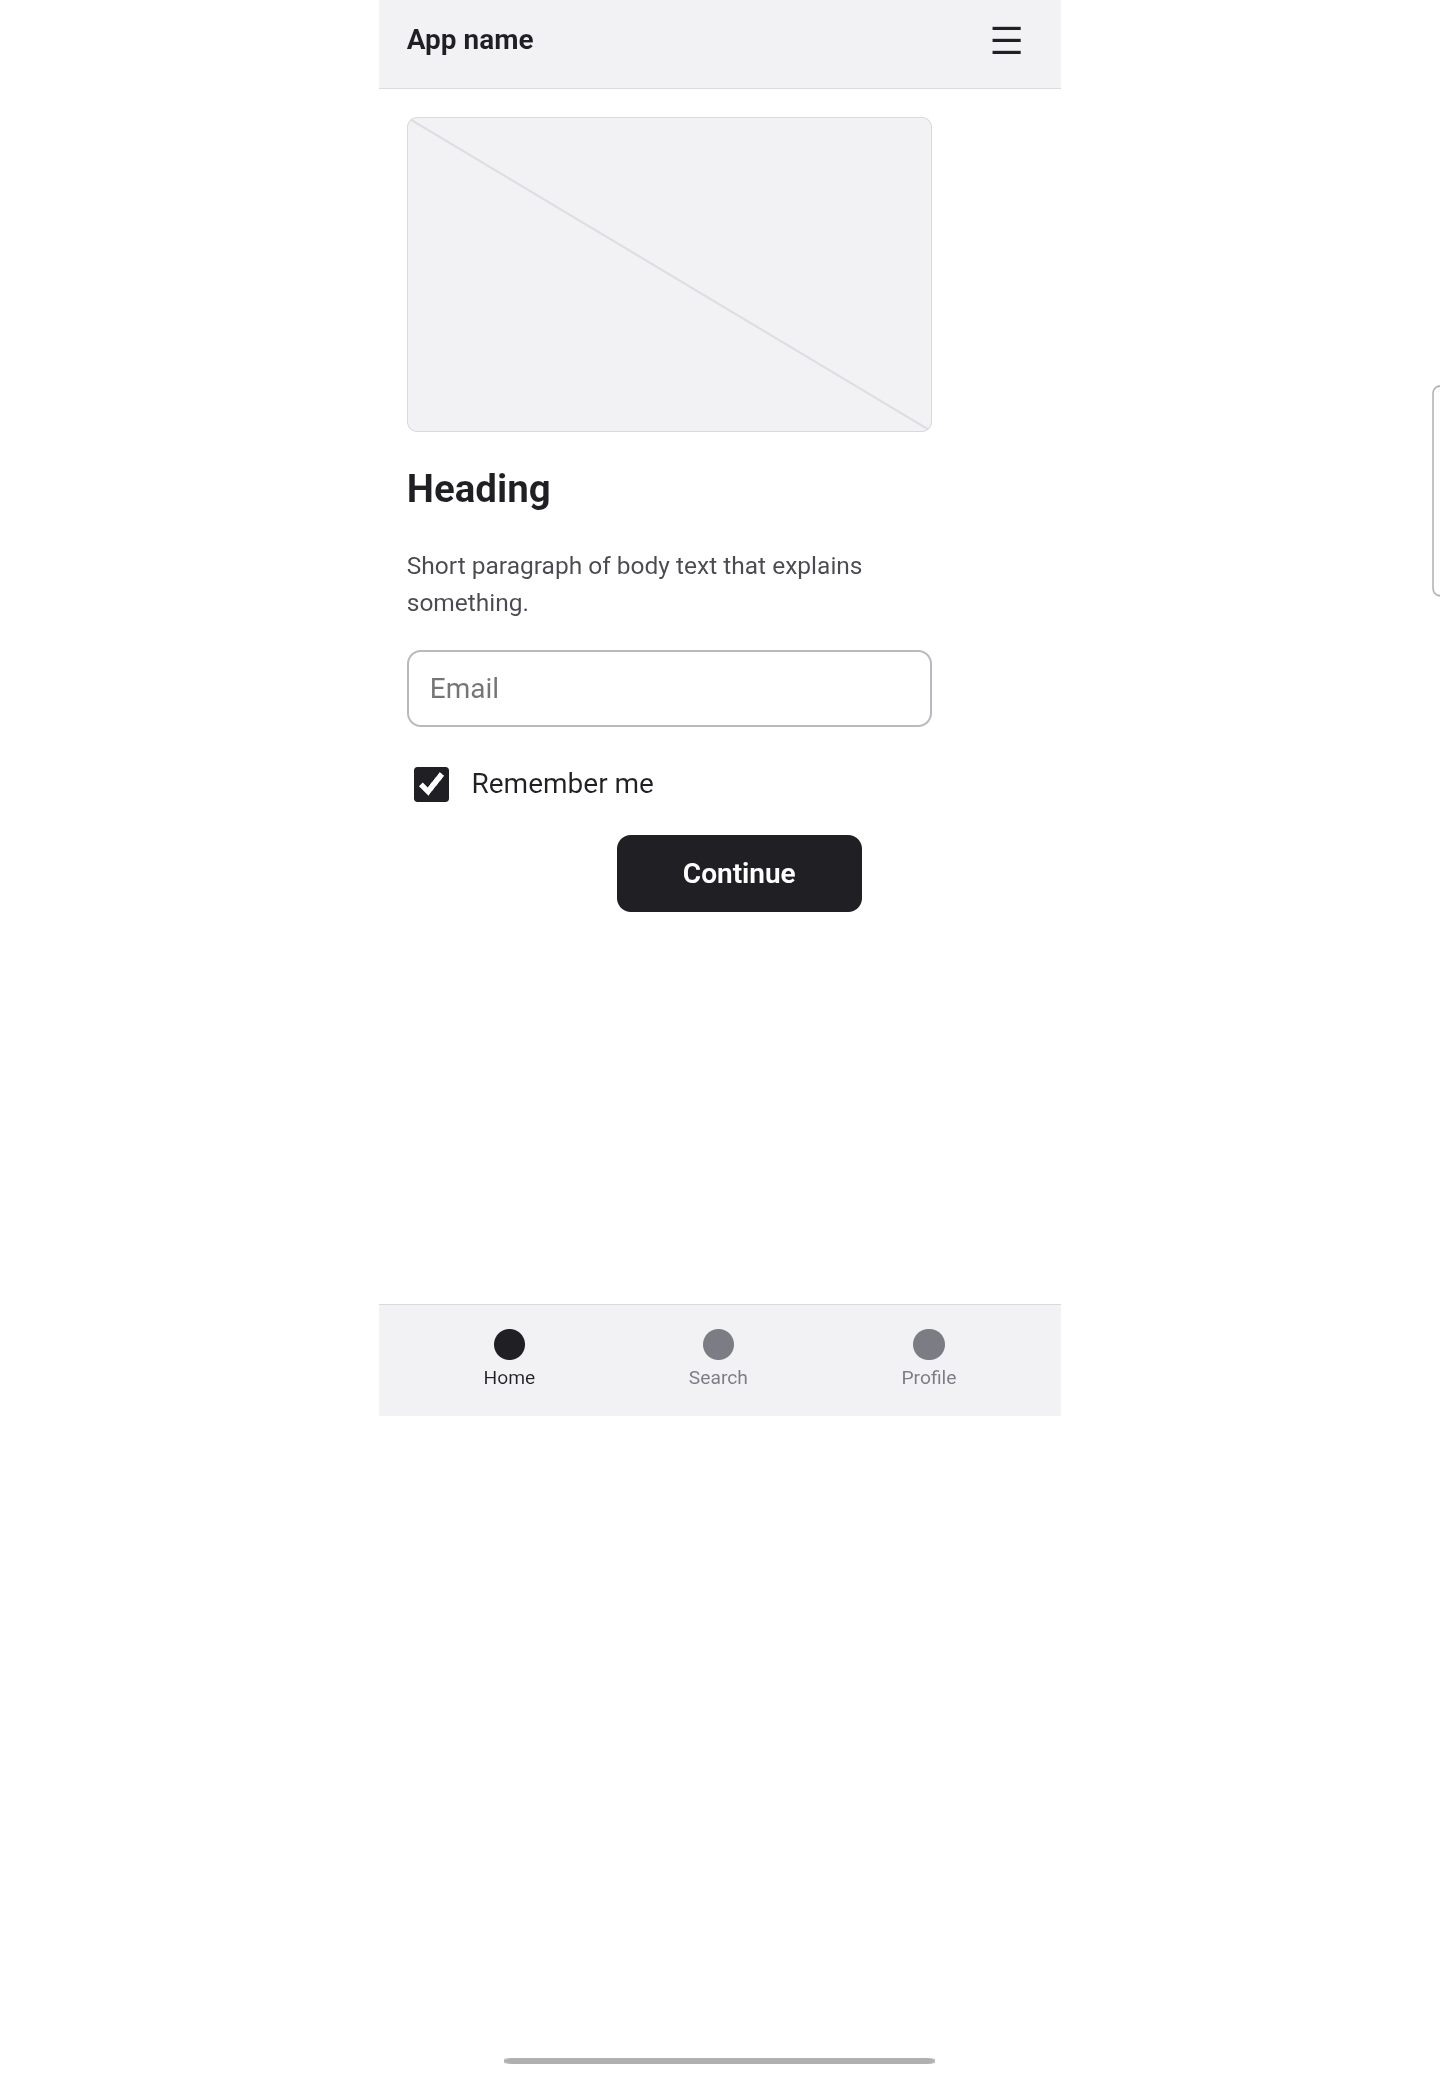 App name
Heading
Short paragraph of body text that explains
something.
Email
Remember me
Continue
Home
Search
Profile